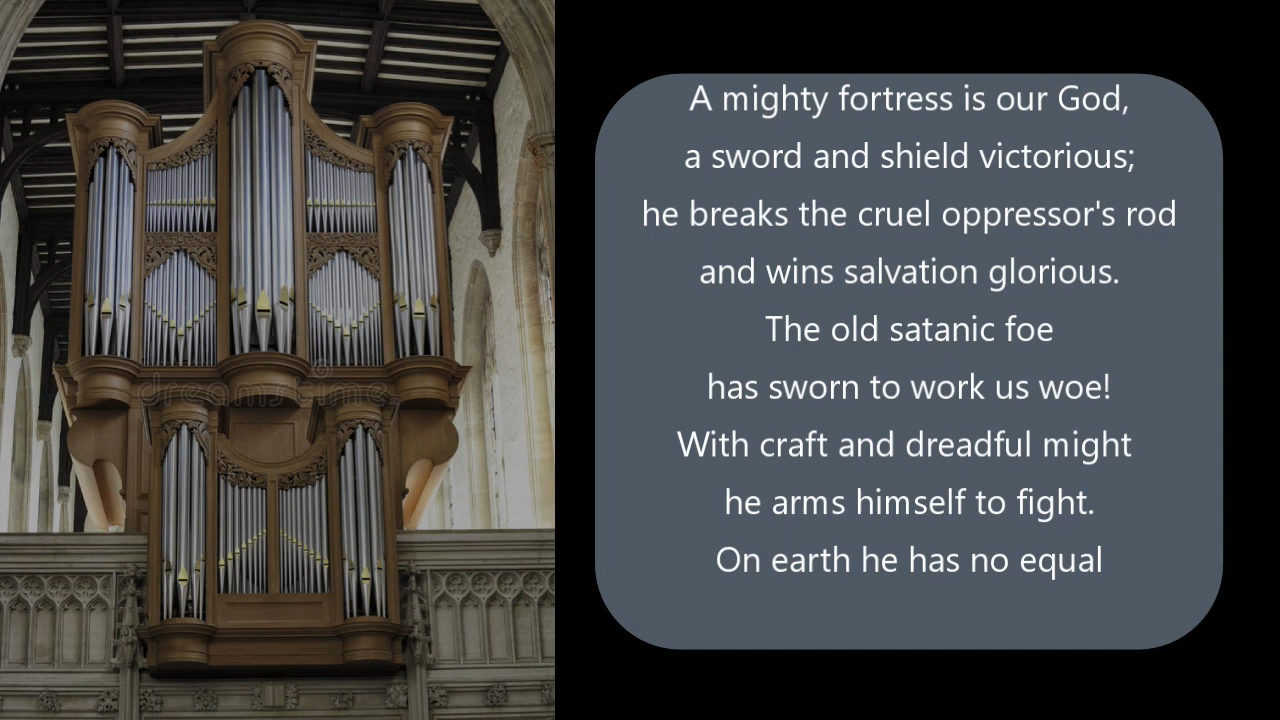 A mighty fortress is our God,
a sword and shield victorious;
he breaks the cruel oppressor's rod
and wins salvation glorious.
The old satanic foe
has sworn to work us woe!
With craft and dreadful might
he arms himself to fight.
On earth he has no equal
dreamstime